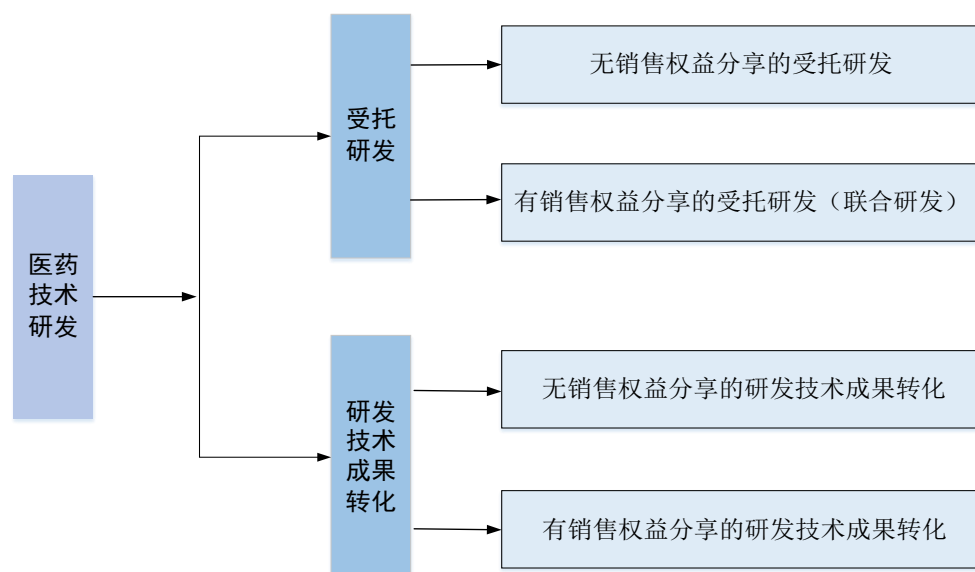 无销售权益分享的受托研发
受托
研发
有销售权益分享的受托研发（联合研发）
医药
技术
研发
无销售权益分享的研发技术成果转化
研发
技术
成果
转化
有销售权益分享的研发技术成果转化